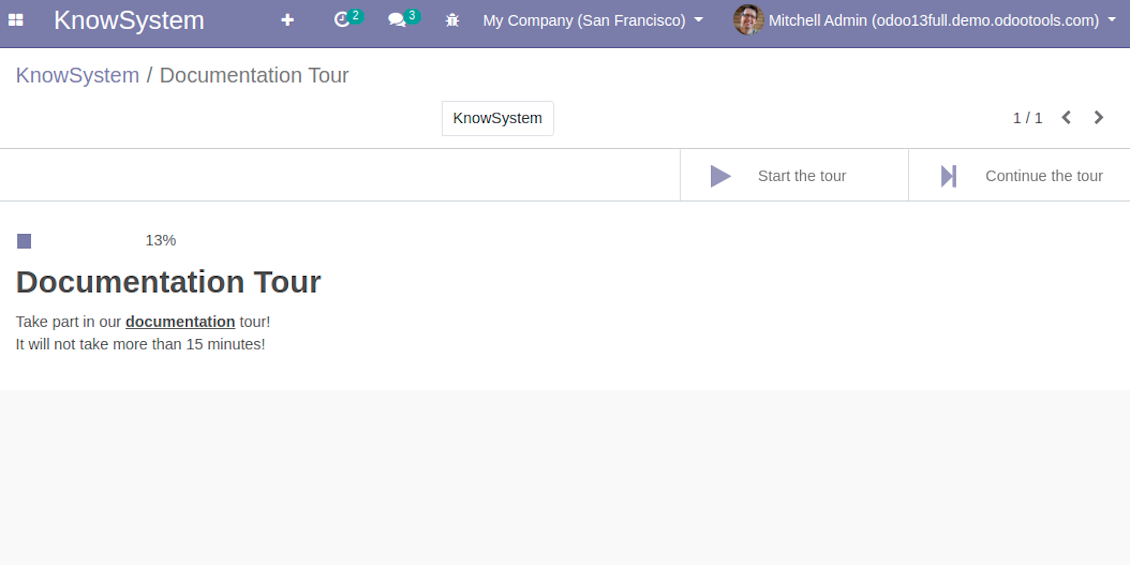 KnowSystem
2
3
My Company (San Francisco)
Mitchell Admin (odoo13full.demo.odootools.com)
KnowSystem / Documentation Tour
KnowSystem
1 / 1
Start the tour
Continue the tour
13%
Documentation Tour
Take part in our documentation tour!
It will not take more than 15 minutes!